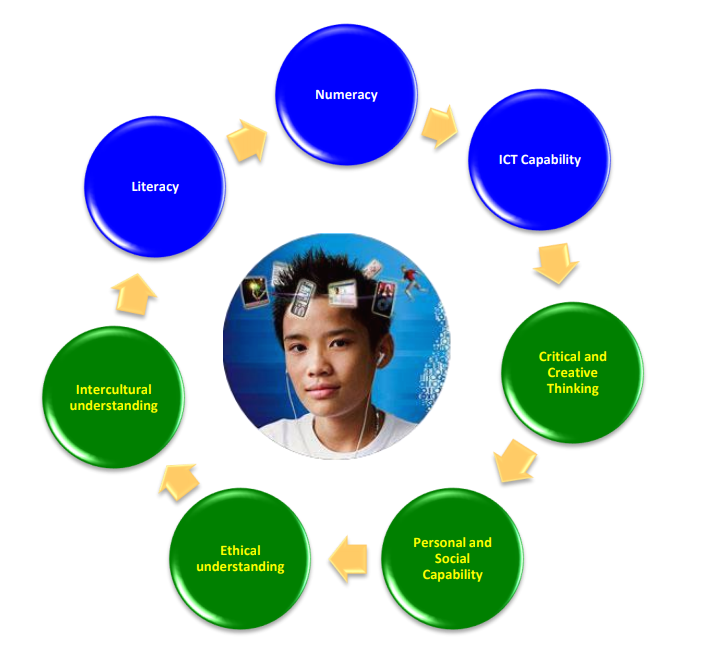 Numeracy
ICT Capability
Critical and
Creative
Thinking
Personal and
Social
Capability
Ethical
understanding
Intercultural
understanding
Literacy